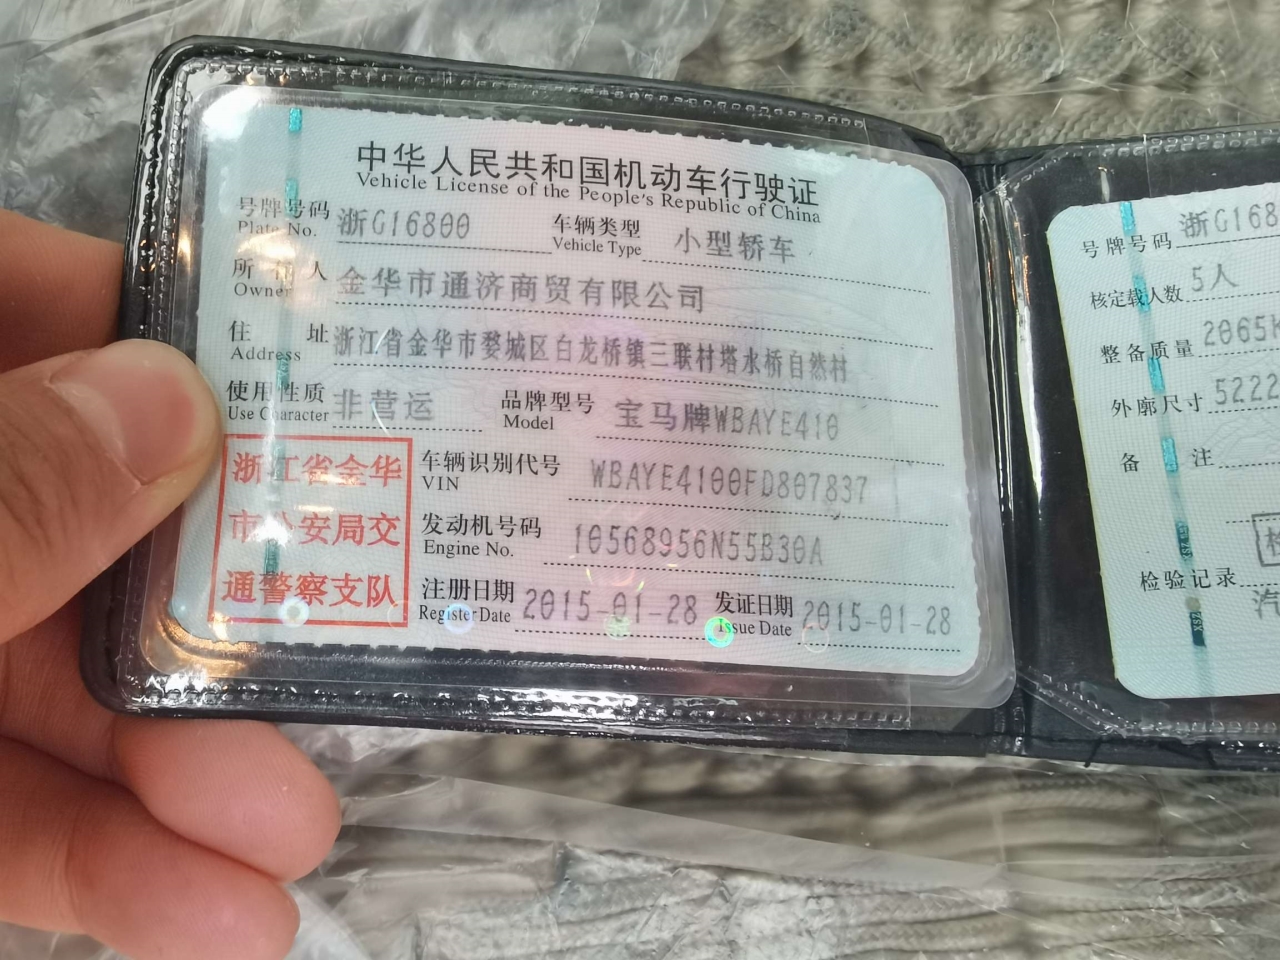 中华人民共和国机动车行驶证
Vehicle License of the People's Republic of China
号牌号码 浙G16800 车辆类型 小型轿车
Plate No. Vehicle Type
所有人 金华市通济商贸有限公司
Owner
住址 浙江省金华市婺城区白龙桥镇三联村塔水桥自然村
Address
使用性质 非营运 品牌型号 宝马牌WBAYE410
Use Character Model
浙江省金华
市公安局交
通警察支队
车辆识别代号 WBAYE4100FD807837
VIN
发动机号码 10568956N55B30A
Engine No.
注册日期 2015-01-28 发证日期 2015-01-28
Register Date Issue Date
号牌号码 浙G168
核定载人数 5人
整备质量 2065
外廓尺寸 5222
备注
检验记录
汽